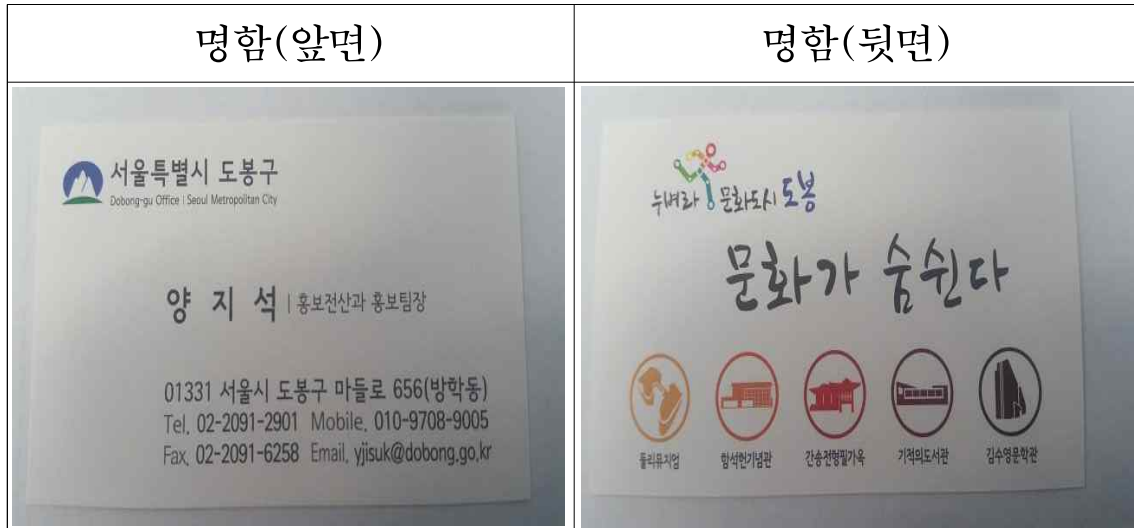 명함(앞면)
명함(뒷면)
서울특별시 도봉구
Dobong-gu Office | Seoul Metropolitan City
양 지 석 | 홍보전산과 홍보팀장
01331 서울시 도봉구 마들로 656(방학동)
Tel. 02-2091-2901 Mobile. 010-9708-9005
Fax. 02-2091-6258 Email. yjisuk@dobong.go.kr
누벼라 문화도시 도봉
문화가 숨쉰다
둘리뮤지엄
함석헌기념관
간송전형필가옥
기적의도서관
김수영문학관